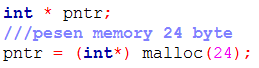 int * pntr;
///pesen memory 24 byte
pntr = (int*) malloc(24);